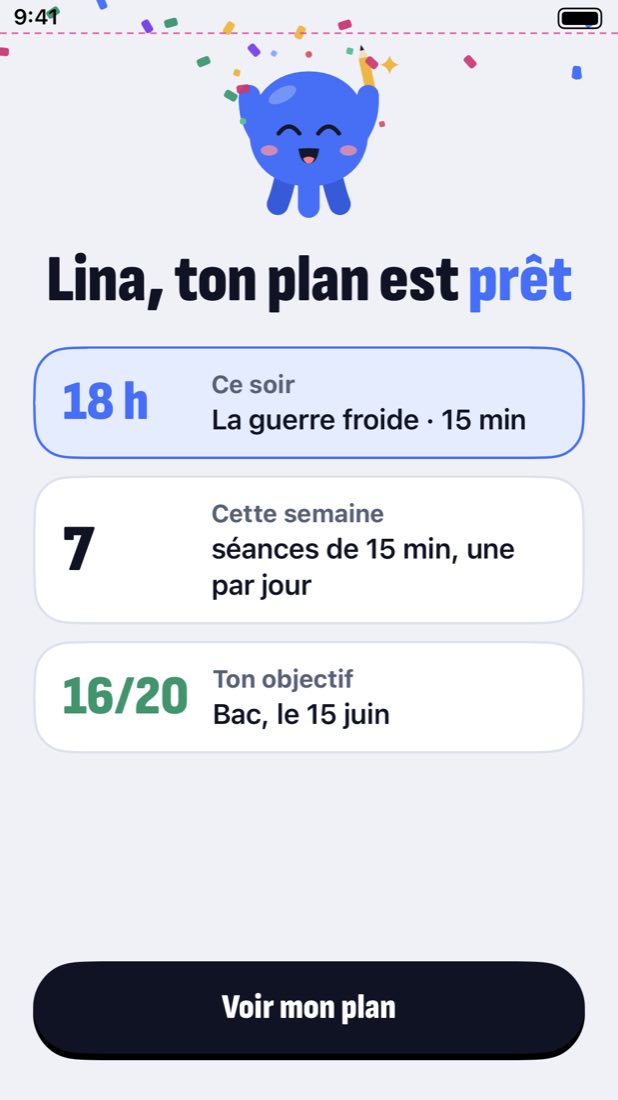 9:41
Lina, ton plan est prêt
18 h
Ce soir
La guerre froide · 15 min
7
Cette semaine
séances de 15 min, une
par jour
16/20
Ton objectif
Bac, le 15 juin
Voir mon plan